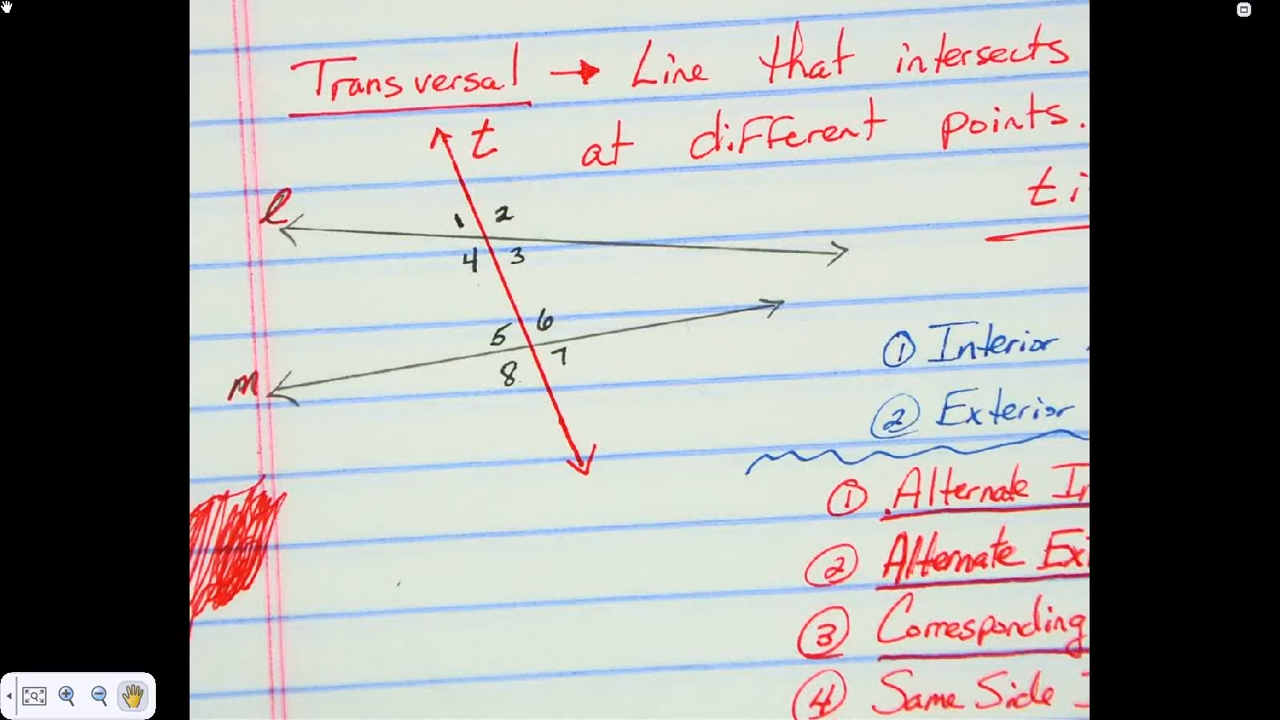 Transversal → Line that intersects
t at different points.
l
t i
1 2
4 3
5 6
m 8 7
① Interior
② Exterior
① Alternate In
② Alternate Ex
③ Corresponding
④ Same Side